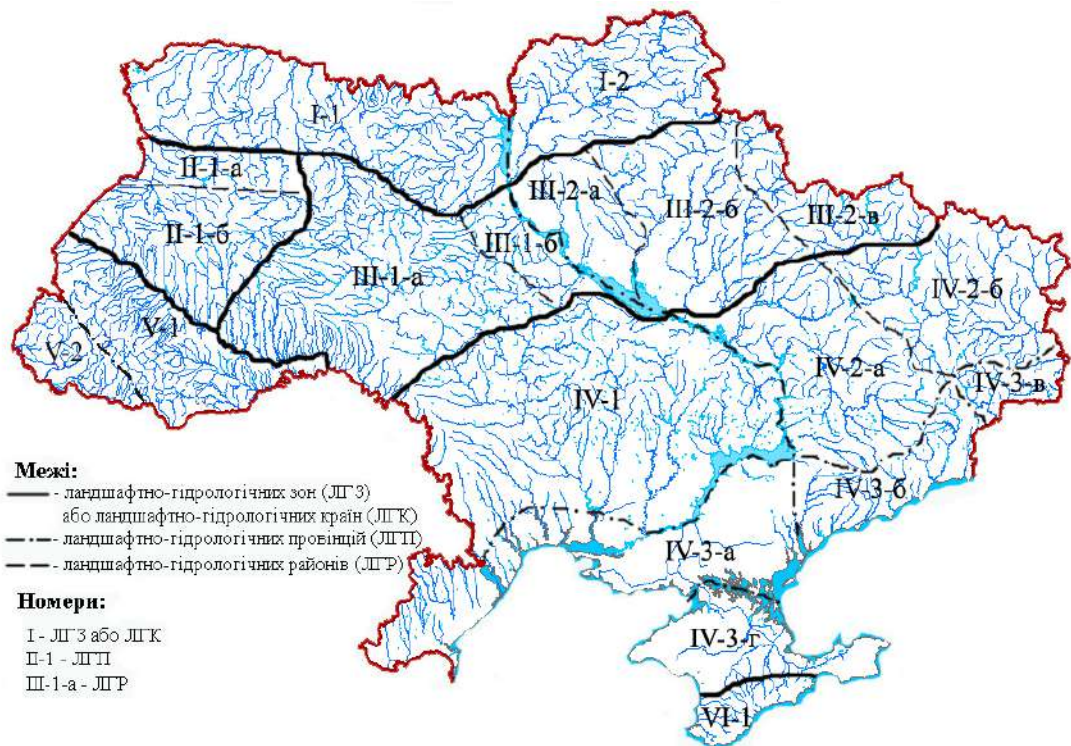 I-2
I-1
II-1-а
III-2-а
III-2-б
III-2-в
II-1-б
III-1-б
III-1-а
IV-2-б
V-1
V-2
IV-2-а
IV-3-в
IV-1
Межі:
- ландшафтно-гідрологічних зон (ЛГЗ)
або ландшафтно-гідрологічних країн (ЛГК)
- ландшафтно-гідрологічних провінцій (ЛГП)
- ландшафтно-гідрологічних районів (ЛГР)
IV-3-б
IV-3-а
Номери:
I - ЛГЗ або ЛГК
II-1 - ЛГП
III-1-а - ЛГР
IV-3-г
VI-1